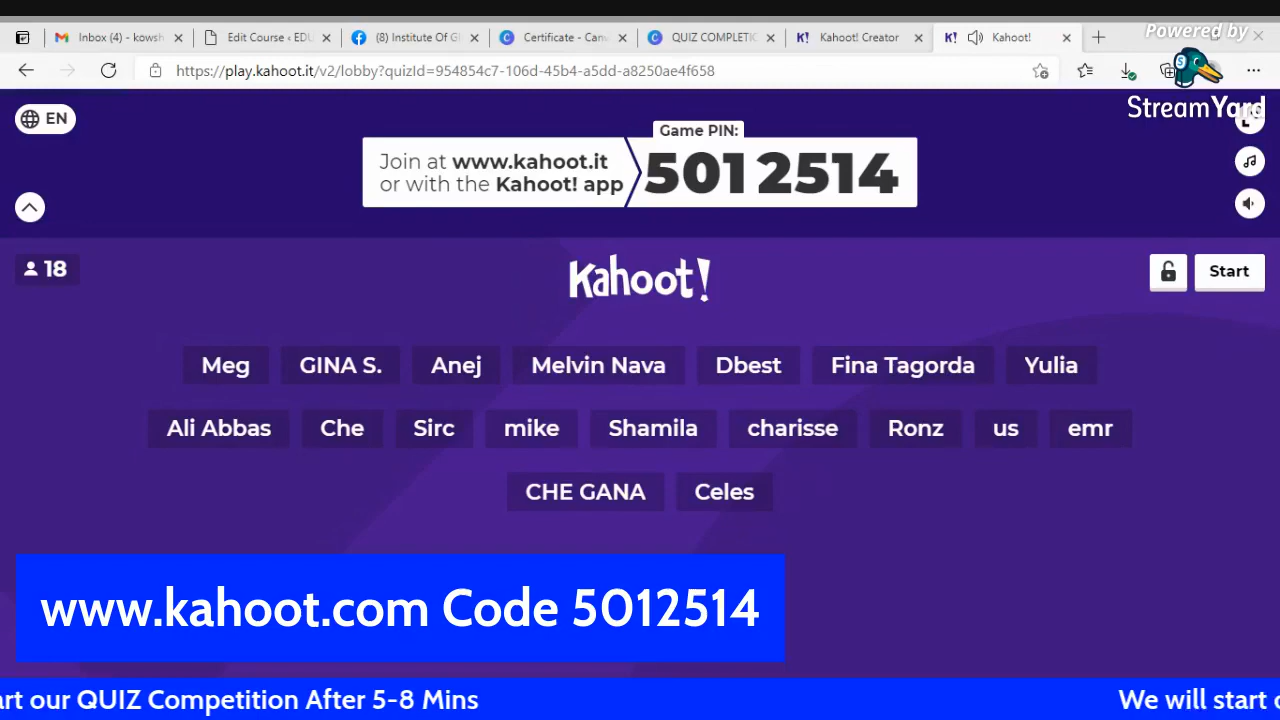 Inbox (4) - kowsh
Edit Course ‹ EDU
(8) Institute Of Gl
Certificate - Can
QUIZ COMPLETIC
K! Kahoot! Creator
K! Kahoot!
Powered by
https://play.kahoot.it/v2/lobby?quizId=954854c7-106d-45b4-a5dd-a8250ae4f658
StreamYard
EN
Game PIN:
Join at www.kahoot.it
or with the Kahoot! app
501 2514
18
Kahoot!
Start
Meg GINA S. Anej Melvin Nava Dbest Fina Tagorda Yulia
Ali Abbas Che Sirc mike Shamila charisse Ronz us emr
CHE GANA Celes
www.kahoot.com Code 5012514
art our QUIZ Competition After 5-8 Mins We will start